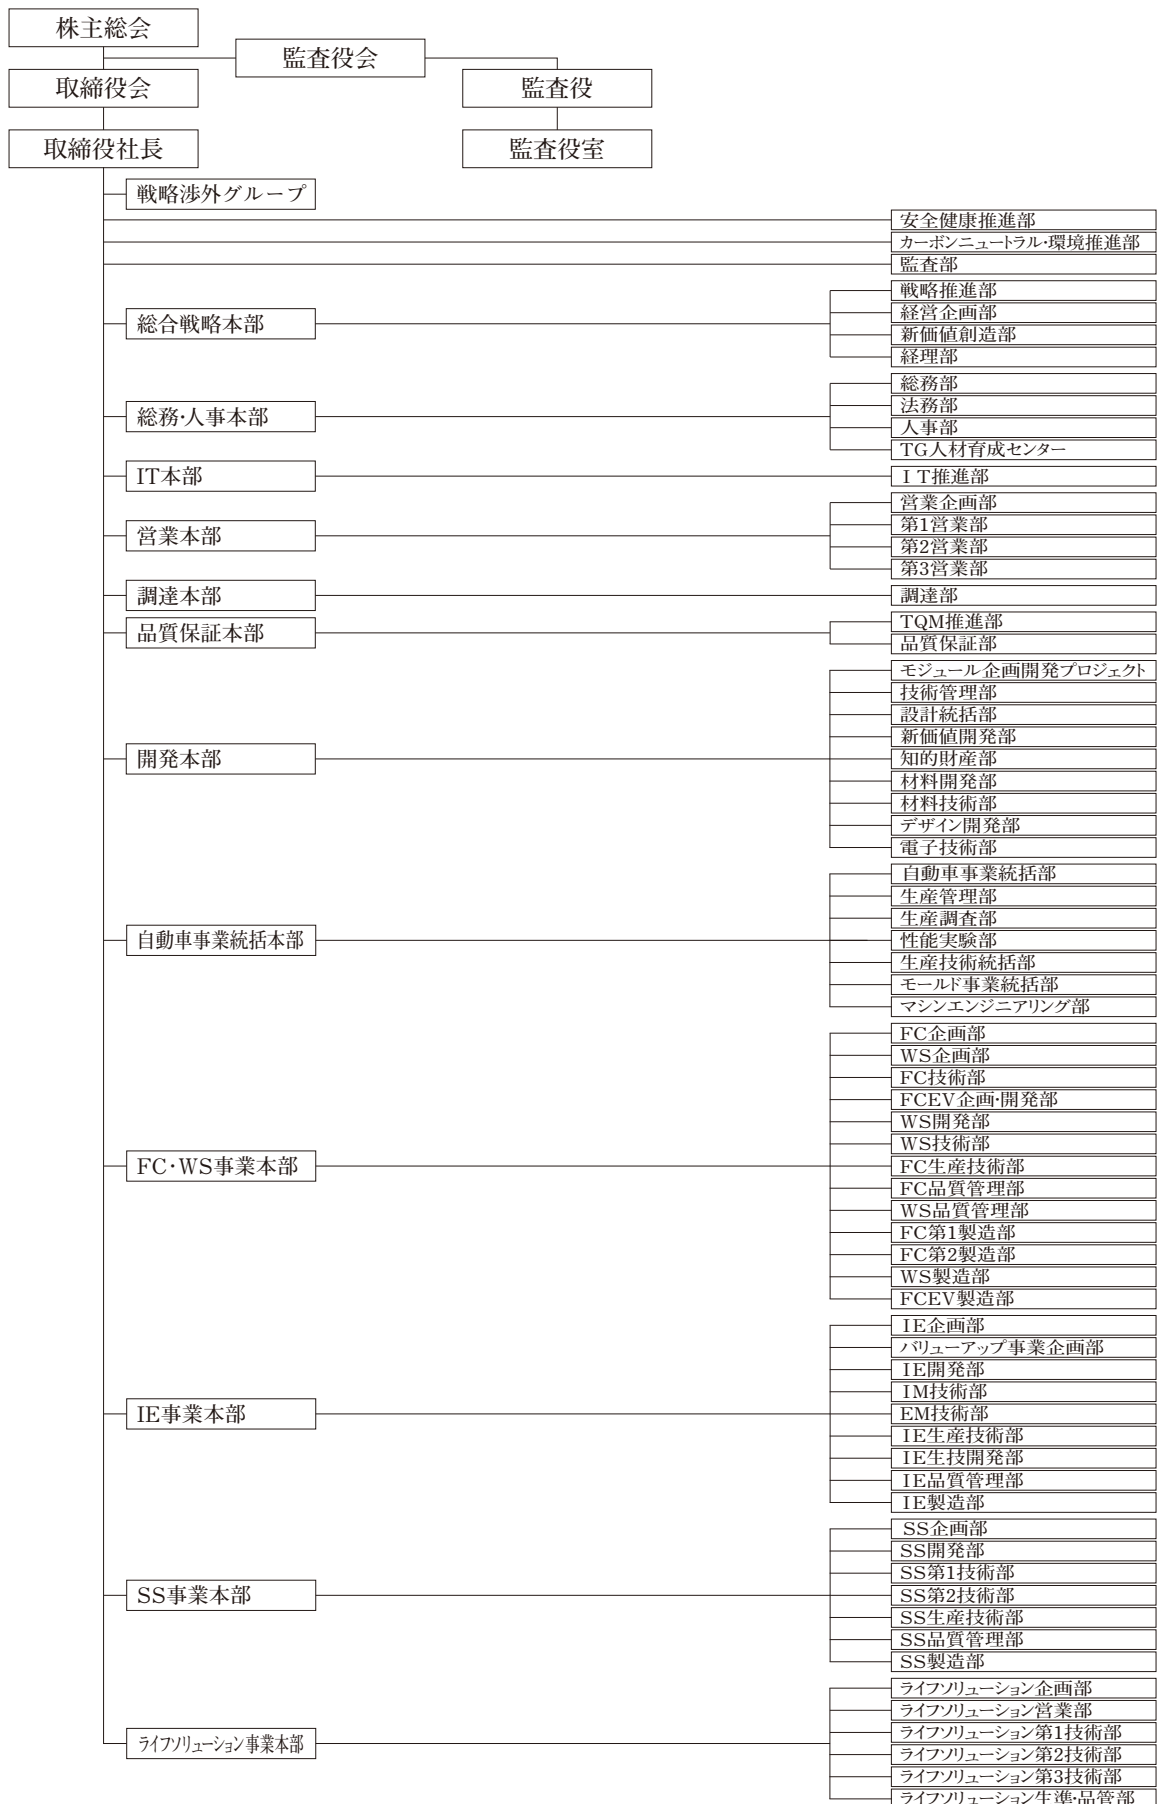 株主総会
監査役会
取締役会
監査役
取締役社長
監査役室
戦略渉外グループ
安全健康推進部
カーボンニュートラル・環境推進部
監査部
総合戦略本部
戦略推進部
経営企画部
新価値創造部
経理部
総務・人事本部
総務部
法務部
人事部
TG人材育成センター
IT本部
IT推進部
営業本部
営業企画部
第1営業部
第2営業部
第3営業部
調達本部
調達部
品質保証本部
TQM推進部
品質保証部
開発本部
モジュール企画開発プロジェクト
技術管理部
設計統括部
新価値開発部
知的財産部
材料開発部
材料技術部
デザイン開発部
電子技術部
自動車事業統括本部
自動車事業統括部
生産管理部
生産調査部
性能実験部
生産技術統括部
モールド事業統括部
マシンエンジニアリング部
FC・WS事業本部
FC企画部
WS企画部
FC技術部
FCEV企画・開発部
WS開発部
WS技術部
FC生産技術部
FC品質管理部
WS品質管理部
FC第1製造部
FC第2製造部
WS製造部
FCEV製造部
IE事業本部
IE企画部
バリューアップ事業企画部
IE開発部
IM技術部
EM技術部
IE生産技術部
IE生技開発部
IE品質管理部
IE製造部
SS事業本部
SS企画部
SS開発部
SS第1技術部
SS第2技術部
SS生産技術部
SS品質管理部
SS製造部
ライフソリューション事業本部
ライフソリューション企画部
ライフソリューション営業部
ライフソリューション第1技術部
ライフソリューション第2技術部
ライフソリューション第3技術部
ライフソリューション生準・品管部